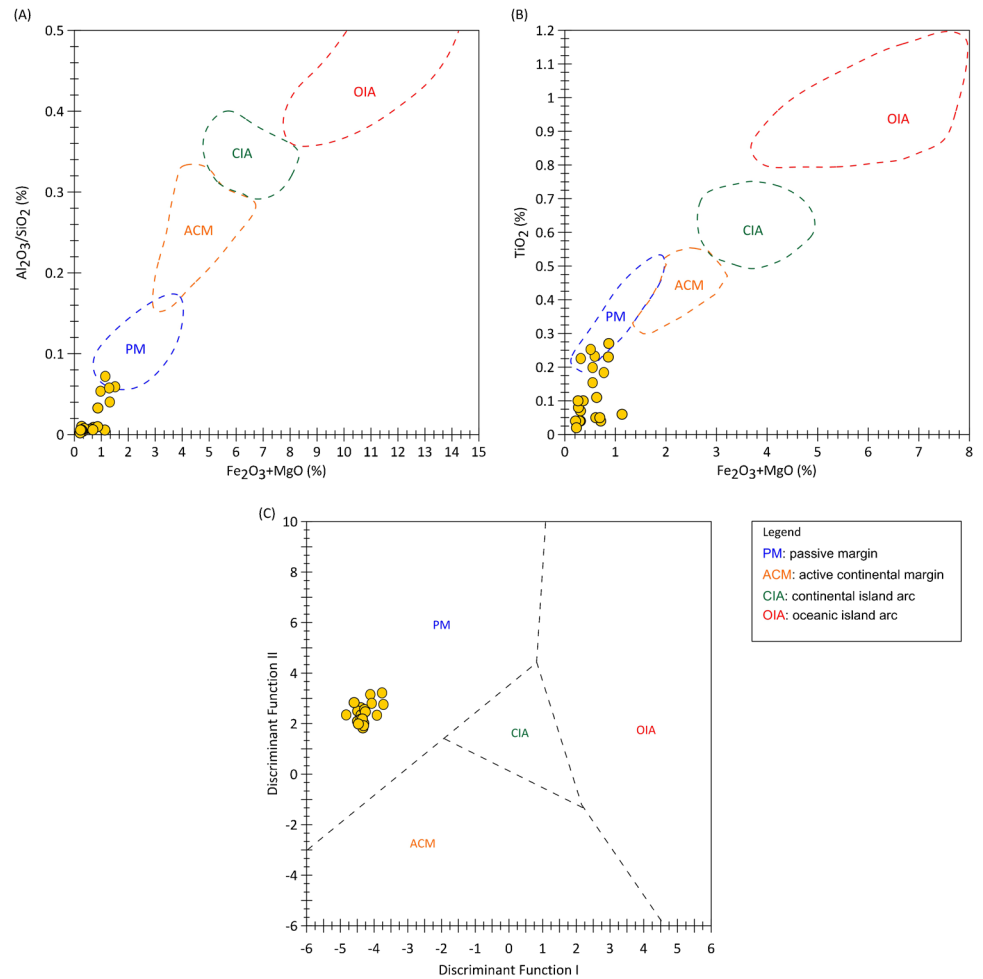 (A)
0.5
0.4
0.3
0.2
0.1
0
Al₂O₃/SiO₂ (%)
OIA
CIA
ACM
PM
0 1 2 3 4 5 6 7 8 9 10 11 12 13 14 15
Fe₂O₃+MgO (%)
(B)
1.2
1.1
1
0.9
0.8
0.7
0.6
0.5
0.4
0.3
0.2
0.1
0
TiO₂ (%)
OIA
CIA
ACM
PM
0 1 2 3 4 5 6 7 8
Fe₂O₃+MgO (%)
(C)
10
8
6
4
2
0
-2
-4
-6
Discriminant Function II
PM
CIA
OIA
ACM
-6 -5 -4 -3 -2 -1 0 1 2 3 4 5 6
Discriminant Function I
Legend
PM: passive margin
ACM: active continental margin
CIA: continental island arc
OIA: oceanic island arc